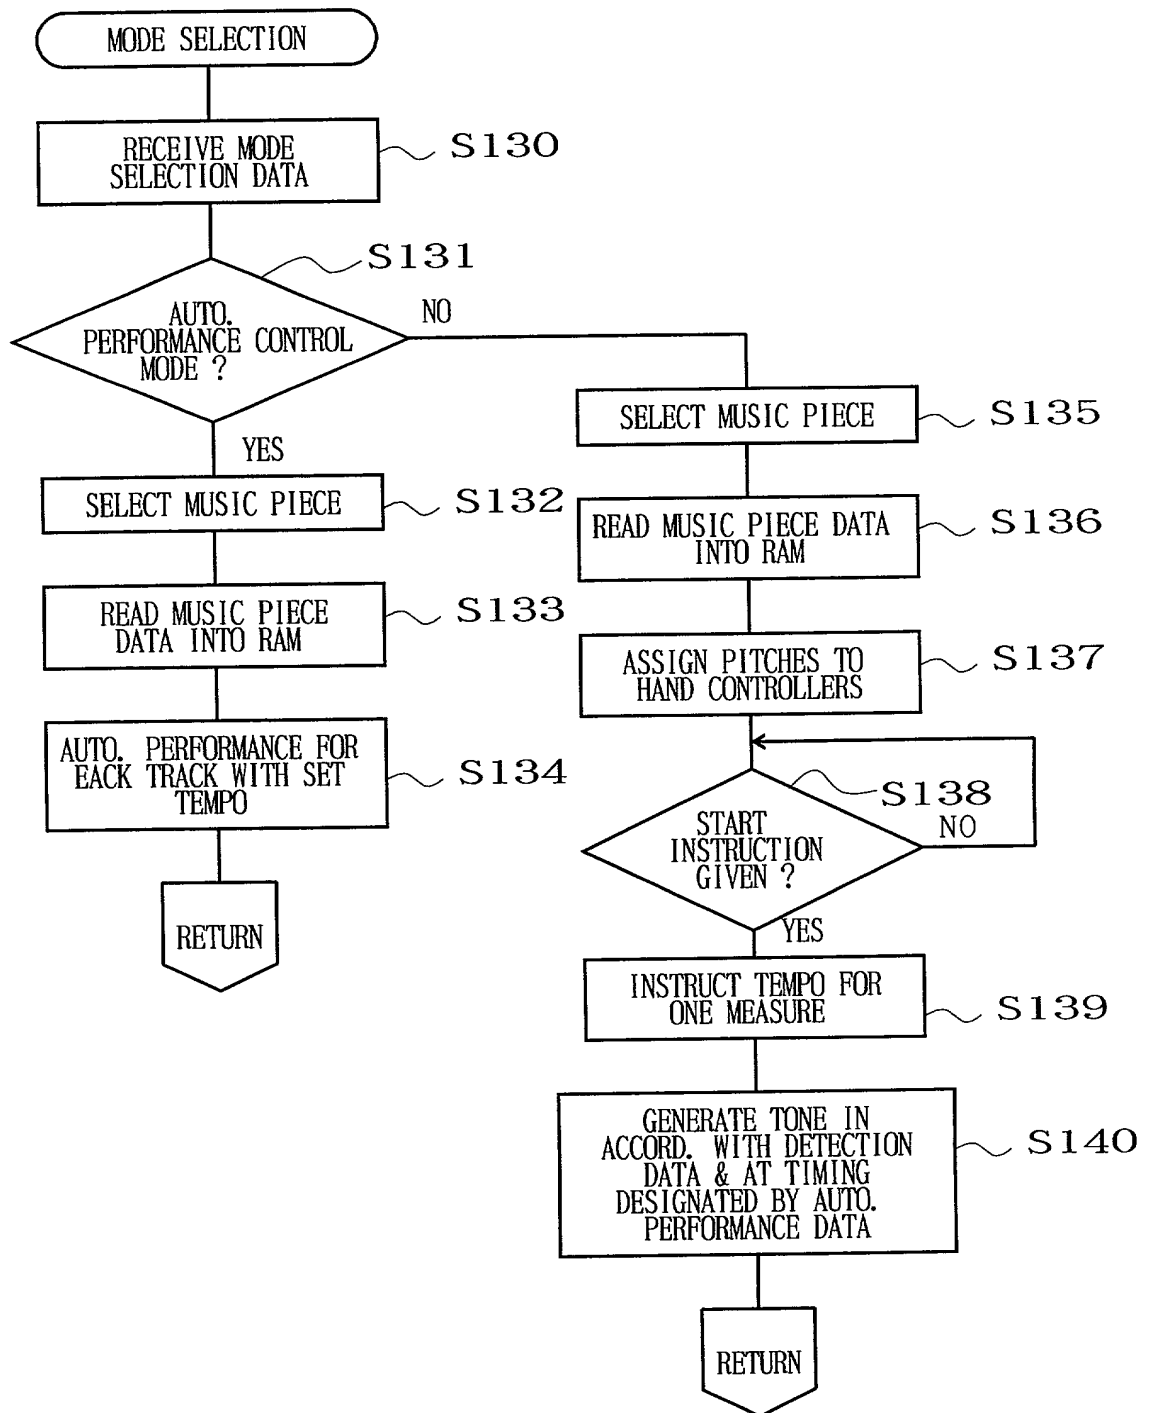 MODE SELECTION
RECEIVE MODE
SELECTION DATA
S130
S131
AUTO.
PERFORMANCE CONTROL
MODE ?
NO
YES
SELECT MUSIC PIECE
S132
READ MUSIC PIECE
DATA INTO RAM
S133
AUTO. PERFORMANCE FOR
EACK TRACK WITH SET
TEMPO
S134
RETURN
SELECT MUSIC PIECE
S135
READ MUSIC PIECE DATA
INTO RAM
S136
ASSIGN PITCHES TO
HAND CONTROLLERS
S137
S138
START
INSTRUCTION
GIVEN ?
NO
YES
INSTRUCT TEMPO FOR
ONE MEASURE
S139
GENERATE TONE IN
ACCORD. WITH DETECTION
DATA & AT TIMING
DESIGNATED BY AUTO.
PERFORMANCE DATA
S140
RETURN